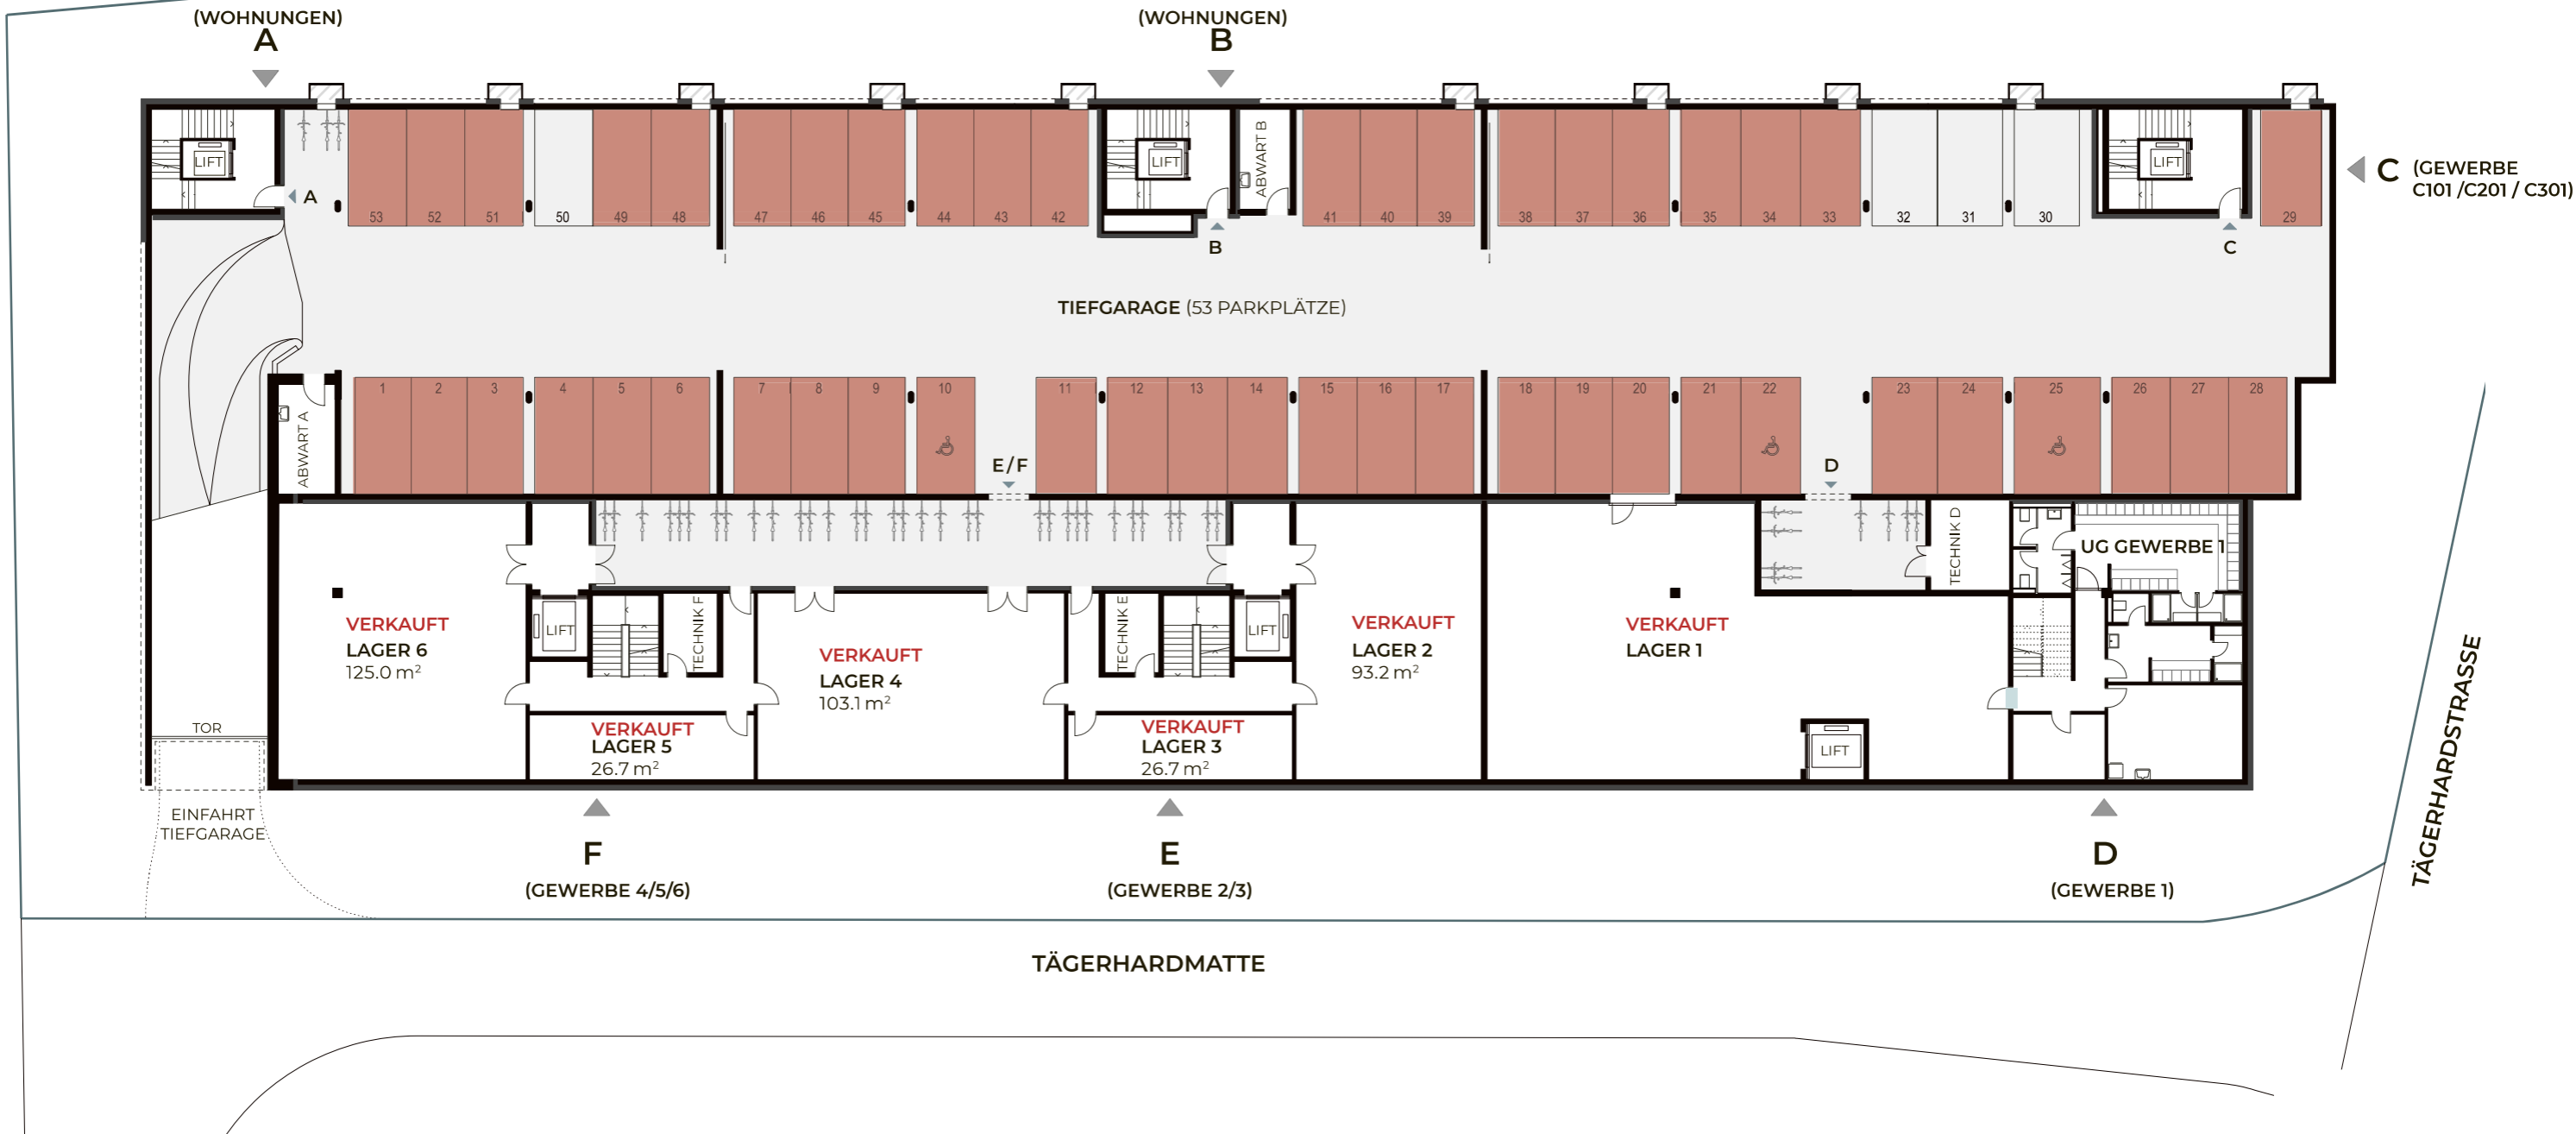 (WOHNUNGEN)
A
(WOHNUNGEN)
B
LIFT
A
53
52
51
50
49
48
47
46
45
44
43
42
LIFT
B
ABWART B
41
40
39
38
37
36
35
34
33
32
31
30
LIFT
C
29
C
(GEWERBE
C101 /C201 / C301)
TIEFGARAGE (53 PARKPLÄTZE)
ABWART A
1
2
3
4
5
6
7
8
9
10
E/F
11
12
13
14
15
16
17
18
19
20
21
22
D
23
24
25
26
27
28
VERKAUFT
LAGER 6
125.0 m²
LIFT
TECHNIK F
VERKAUFT
LAGER 5
26.7 m²
VERKAUFT
LAGER 4
103.1 m²
TECHNIK E
LIFT
VERKAUFT
LAGER 3
26.7 m²
VERKAUFT
LAGER 2
93.2 m²
VERKAUFT
LAGER 1
LIFT
TECHNIK D
UG GEWERBE 1
TOR
EINFAHRT
TIEFGARAGE
F
(GEWERBE 4/5/6)
E
(GEWERBE 2/3)
D
(GEWERBE 1)
TÄGERHARDSTRASSE
TÄGERHARDMATTE